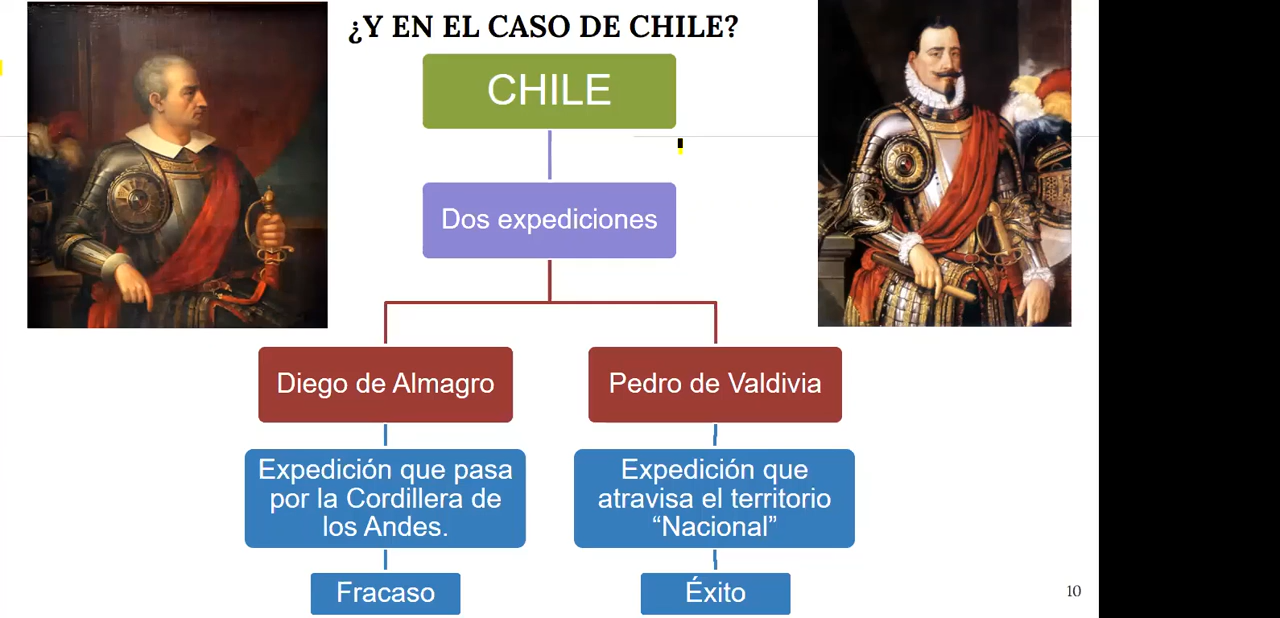 ¿Y EN EL CASO DE CHILE?
CHILE
Dos expediciones
Diego de Almagro
Expedición que pasa
por la Cordillera de
los Andes.
Fracaso
Pedro de Valdivia
Expedición que
atravisa el territorio
“Nacional”
Éxito
10